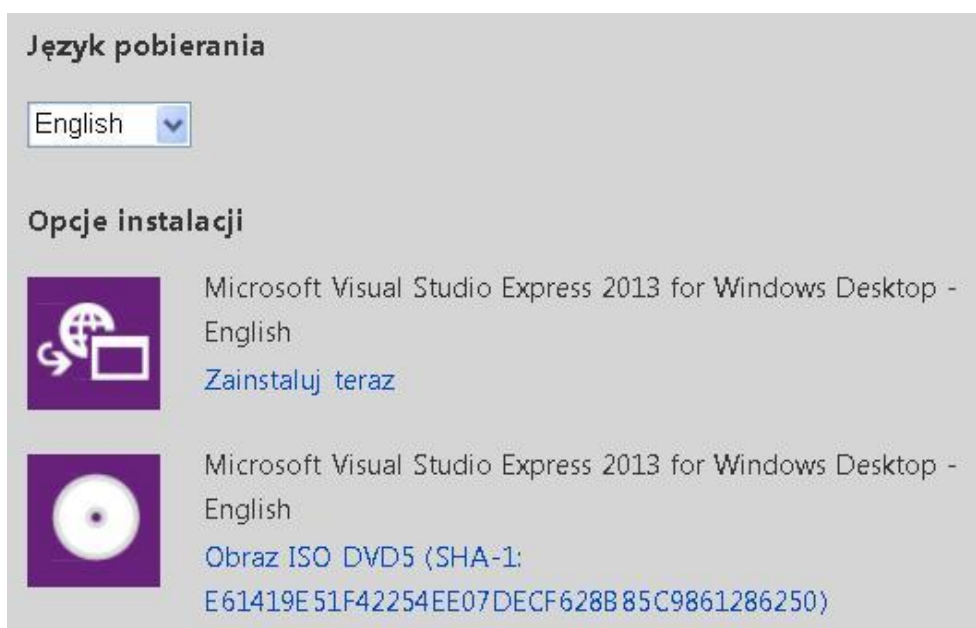 Język pobierania
English
Opcje instalacji
Microsoft Visual Studio Express 2013 for Windows Desktop -
English
Zainstaluj teraz
Microsoft Visual Studio Express 2013 for Windows Desktop -
English
Obraz ISO DVD5 (SHA-1:
E61419E51F42254EE07DECF628B85C9861286250)